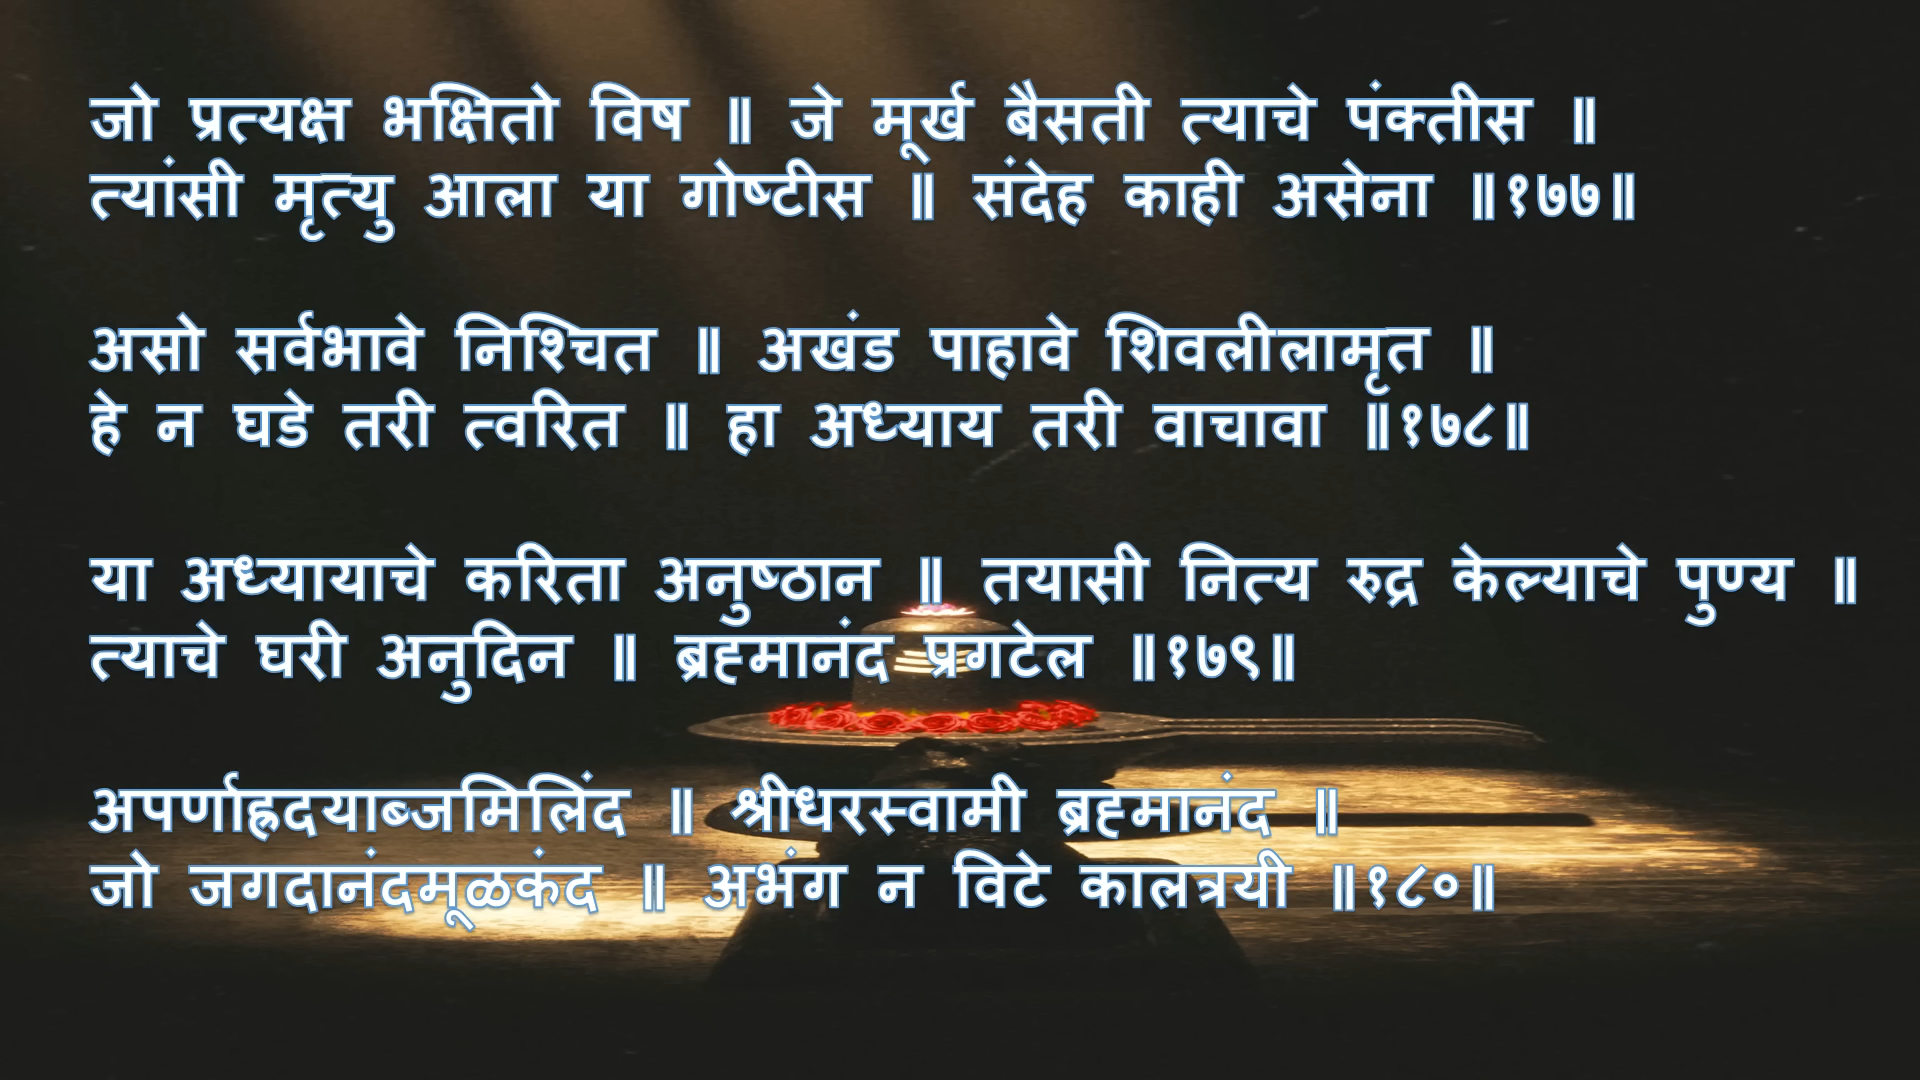 जो प्रत्यक्ष भक्षितो विष ॥ जे मूर्ख बैसती त्याचे पंक्तीस ॥
त्यांसी मृत्यु आला या गोष्टीस ॥ संदेह काही असेना ॥१७७॥
असो सर्वभावे निश्चित ॥ अखंड पाहावे शिवलीलामृत ॥
हे न घडे तरी त्वरित ॥ हा अध्याय तरी वाचावा ॥१७८॥
या अध्यायाचे करिता अनुष्ठान ॥ तयासी नित्य रुद्र केल्याचे पुण्य ॥
त्याचे घरी अनुदिन ॥ ब्रह्मानंद प्रगटेल ॥१७९॥
अपर्णाह्रदयाब्जमिलिंद ॥ श्रीधरस्वामी ब्रह्मानंद ॥
जो जगदानंदमूळकंद ॥ अभंग न विटे कालत्रयी ॥१८०॥